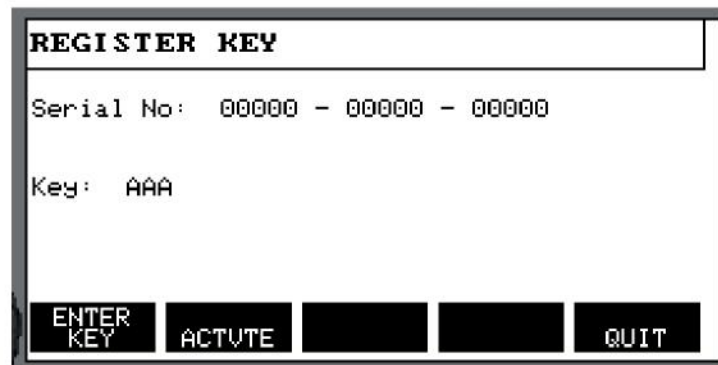 REGISTER KEY
Serial No: 00000 - 00000 - 00000
Key: AAA
ENTER
KEY
ACTVTE
QUIT